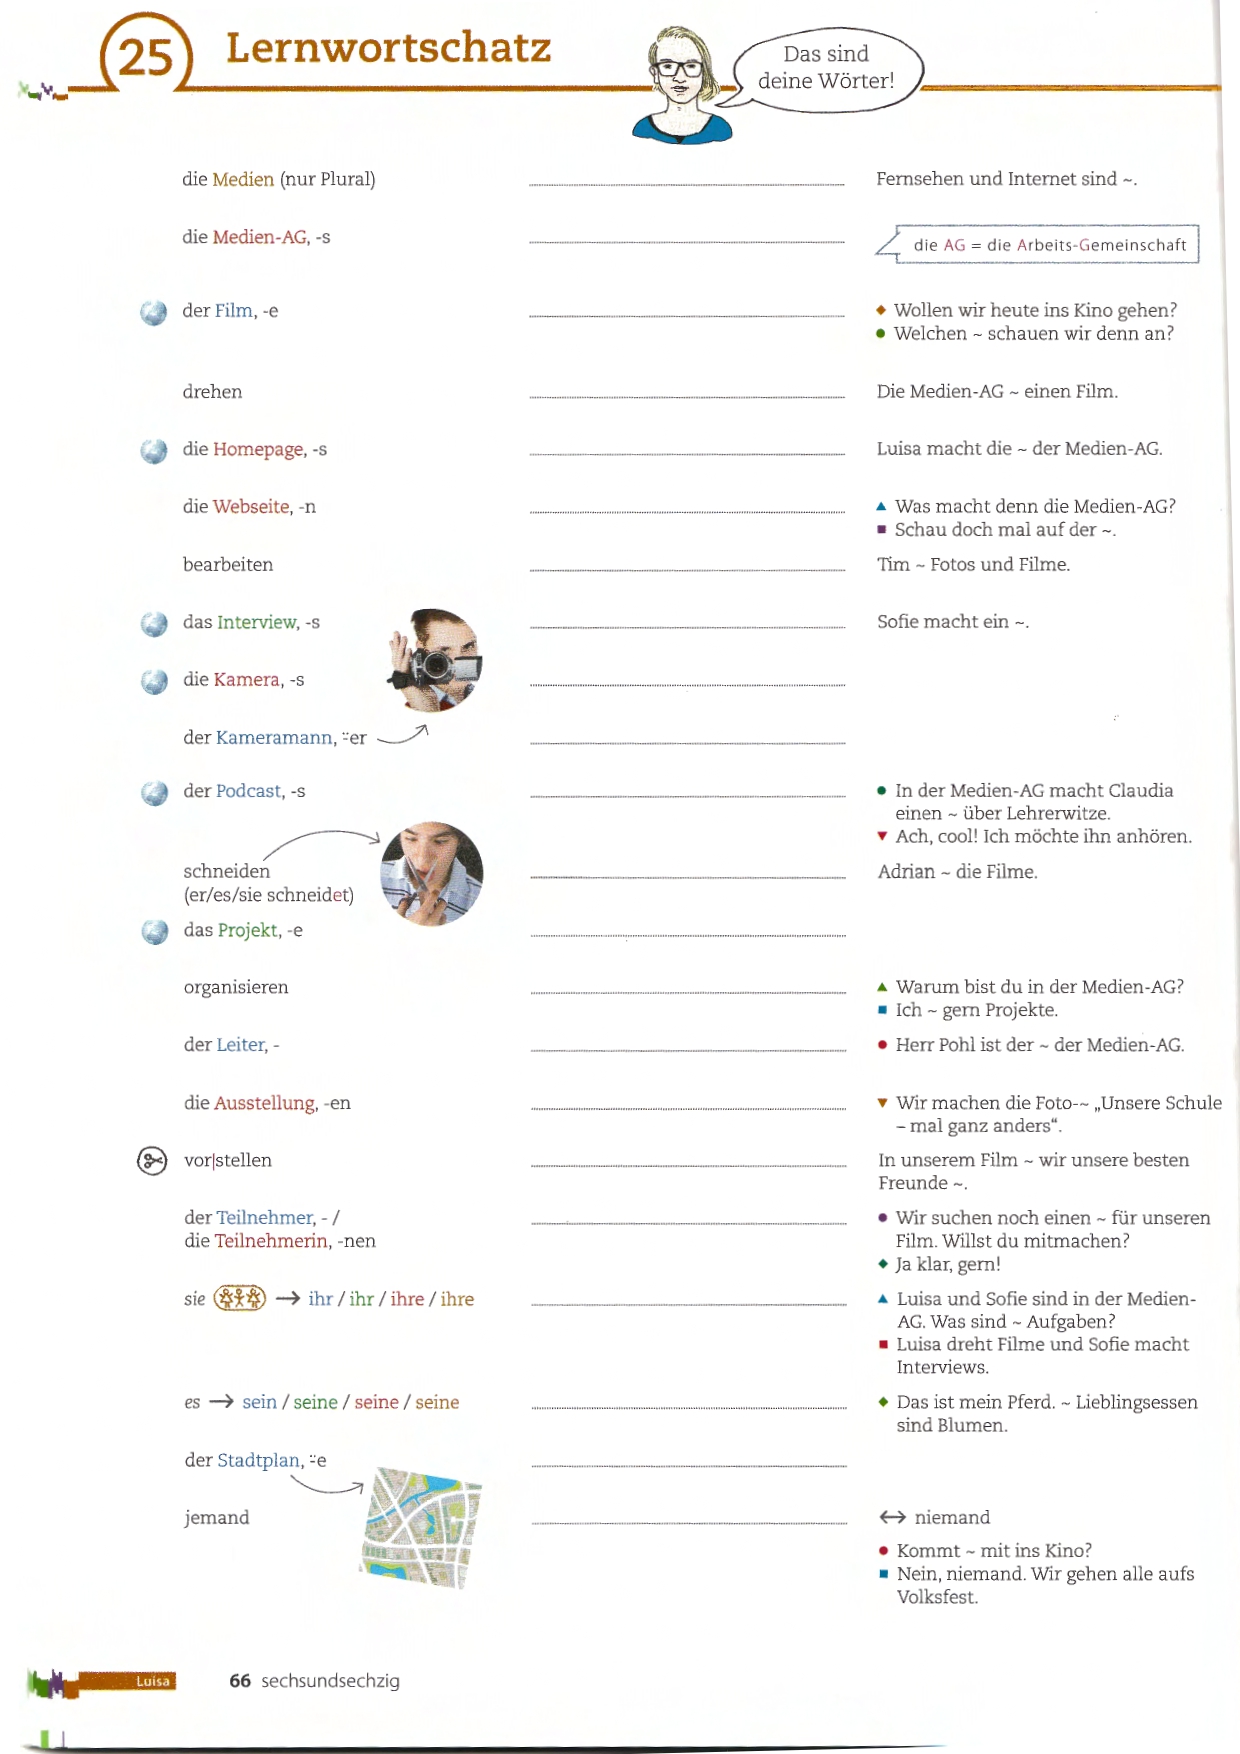 25 Lernwortschatz
Das sind
deine Wörter!
die Medien (nur Plural)
Fernsehen und Internet sind ~.
die Medien-AG, -s
die AG = die Arbeits-Gemeinschaft
der Film, -e
Wollen wir heute ins Kino gehen?
Welchen ~ schauen wir denn an?
drehen
Die Medien-AG ~ einen Film.
die Homepage, -s
Luisa macht die ~ der Medien-AG.
die Webseite, -n
Was macht denn die Medien-AG?
Schau doch mal auf der ~.
bearbeiten
Tim ~ Fotos und Filme.
das Interview, -s
Sofie macht ein ~.
die Kamera, -s
der Kameramann, ¨-er
der Podcast, -s
In der Medien-AG macht Claudia
einen ~ über Lehrerwitze.
Ach, cool! Ich möchte ihn anhören.
schneiden
(er/es/sie schneidet)
Adrian ~ die Filme.
das Projekt, -e
organisieren
Warum bist du in der Medien-AG?
Ich ~ gern Projekte.
der Leiter, -
Herr Pohl ist der ~ der Medien-AG.
die Ausstellung, -en
Wir machen die Foto-~ „Unsere Schule
– mal ganz anders“.
vor|stellen
In unserem Film ~ wir unsere besten
Freunde ~.
der Teilnehmer, - /
die Teilnehmerin, -nen
Wir suchen noch einen ~ für unseren
Film. Willst du mitmachen?
Ja klar, gern!
sie → ihr / ihr / ihre / ihre
Luisa und Sofie sind in der Medien-
AG. Was sind ~ Aufgaben?
Luisa dreht Filme und Sofie macht
Interviews.
es → sein / seine / seine / seine
Das ist mein Pferd. ~ Lieblingsessen
sind Blumen.
der Stadtplan, ¨-e
jemand
↔ niemand
Kommt ~ mit ins Kino?
Nein, niemand. Wir gehen alle aufs
Volksfest.
Luisa
66 sechsundsechzig